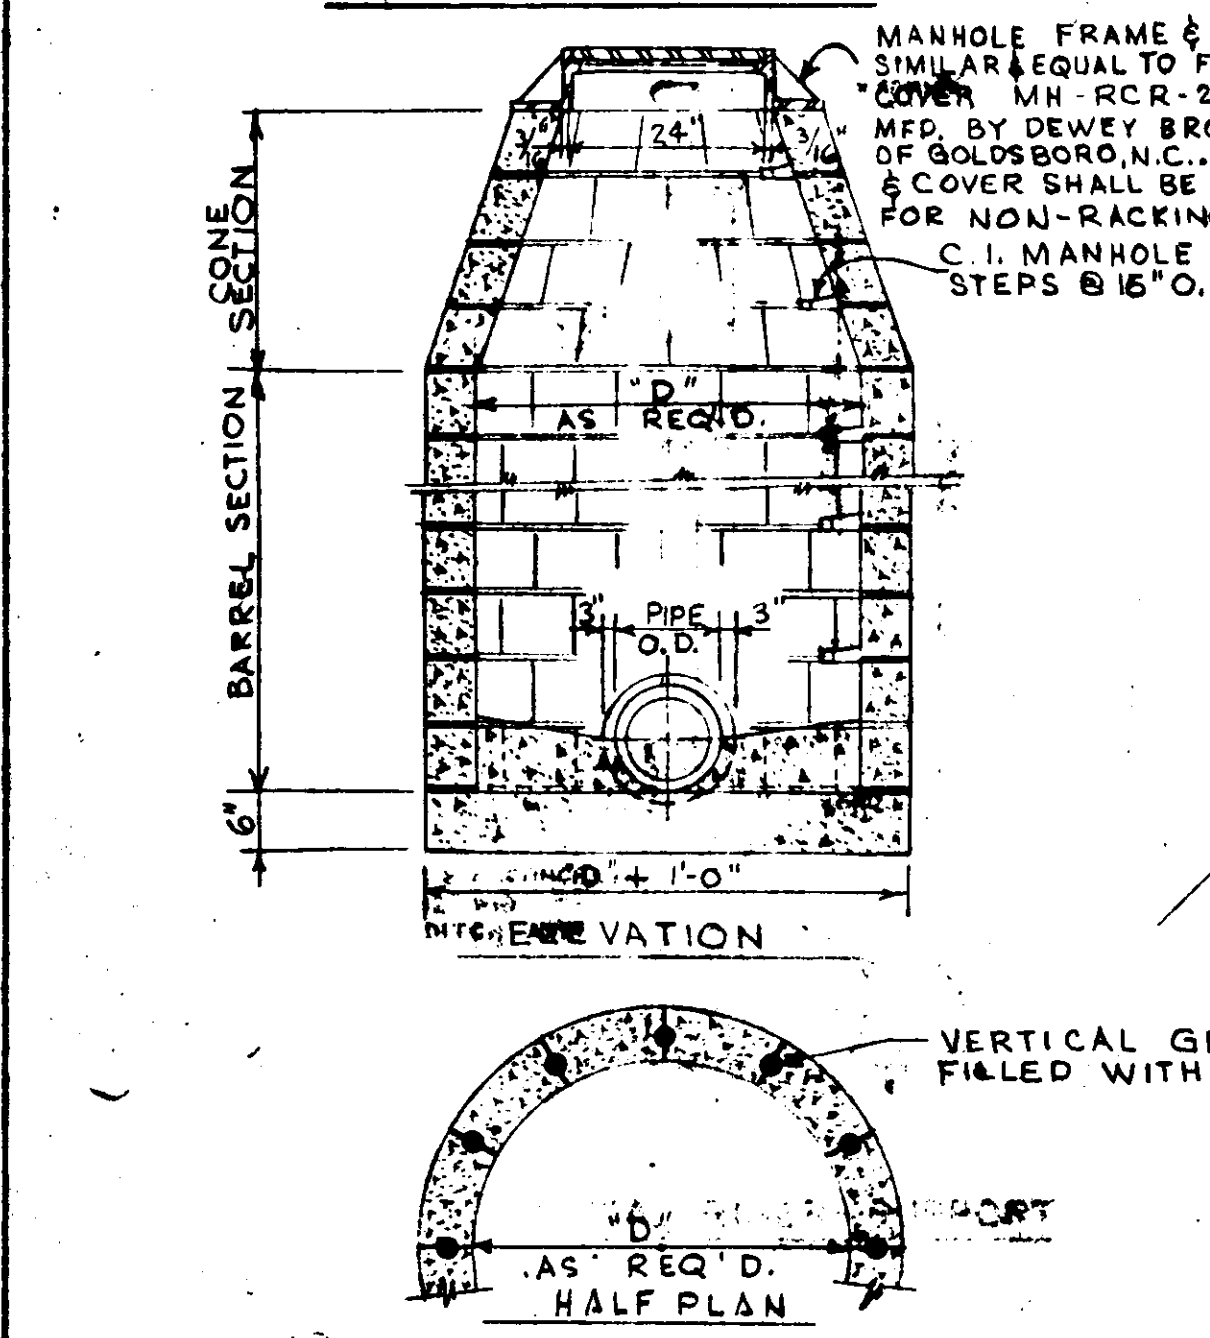 MANHOLE FRAME &
SIMILAR & EQUAL TO F
COVER MH-RCR-2
MFD. BY DEWEY BRO
OF GOLDSBORO, N.C..
& COVER SHALL BE
FOR NON-RACKIN
C.I. MANHOLE
STEPS @ 15" O.
3/16"
24"
3/16"
CONE
SECTION
"D"
AS REQ'D.
BARREL SECTION
3"
PIPE
O.D.
3"
6"
"D" + 1'-0"
ELEVATION
VERTICAL G
FILLED WITH
"D"
AS REQ'D.
HALF PLAN